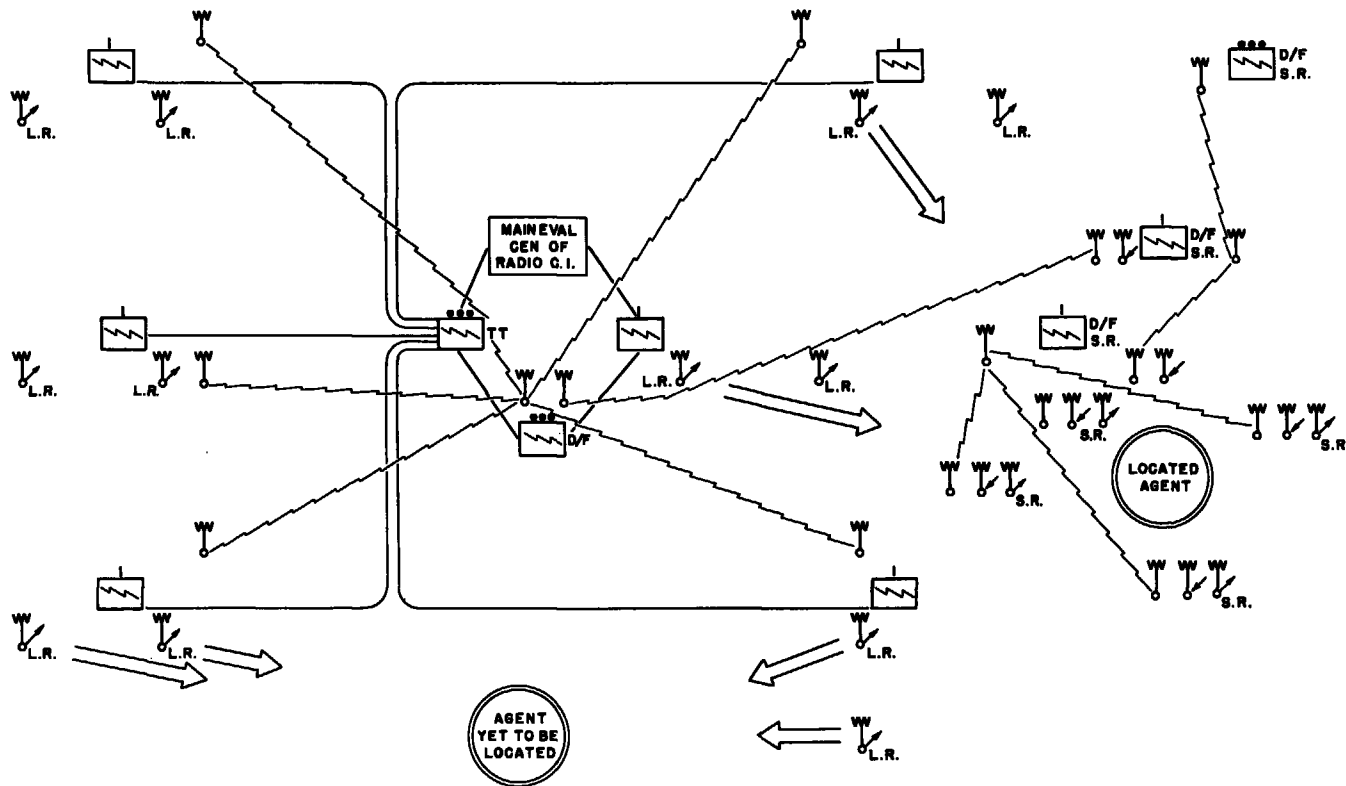 D/F
S.R.
L.R.
L.R.
L.R.
L.R.
MAINEVAL
CEN OF
RADIO C.I.
D/F
S.R.
TT
D/F
S.R.
L.R.
L.R.
L.R.
L.R.
D/F
S.R.
S.R
LOCATED
AGENT
S.R.
S.R.
L.R.
L.R.
L.R.
AGENT
YET TO BE
LOCATED
L.R.